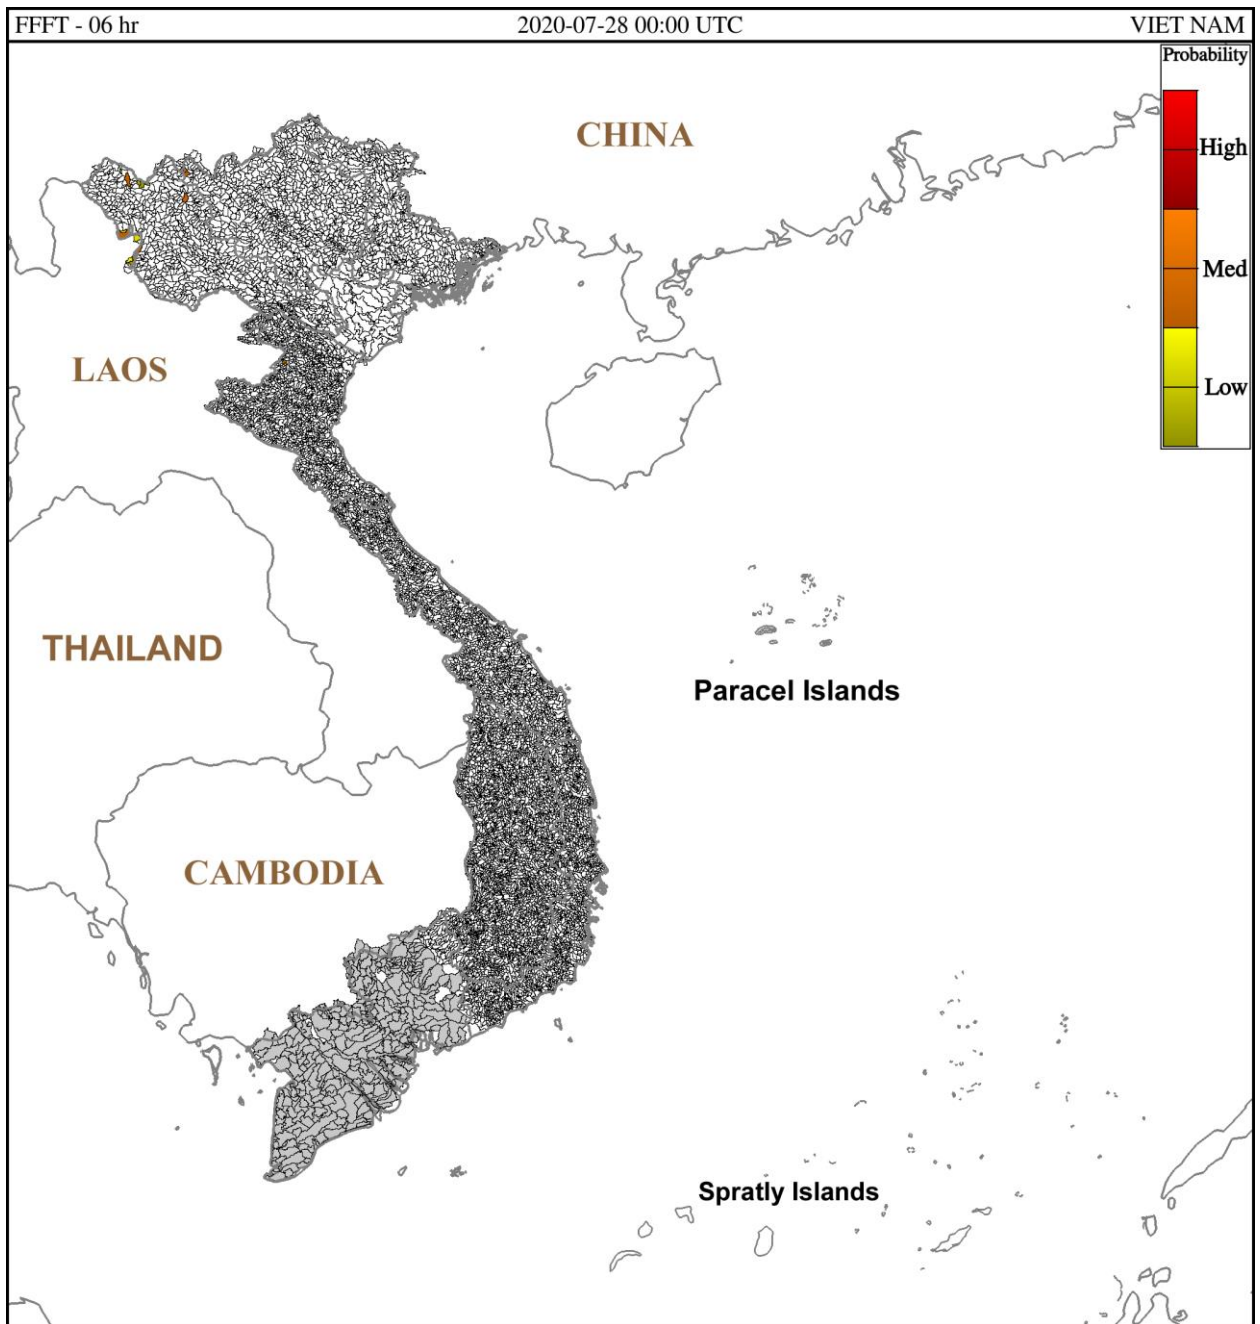 FFFT - 06 hr 2020-07-28 00:00 UTC VIET NAM
Probability
High
Med
Low
CHINA
LAOS
THAILAND
Paracel Islands
CAMBODIA
Spratly Islands